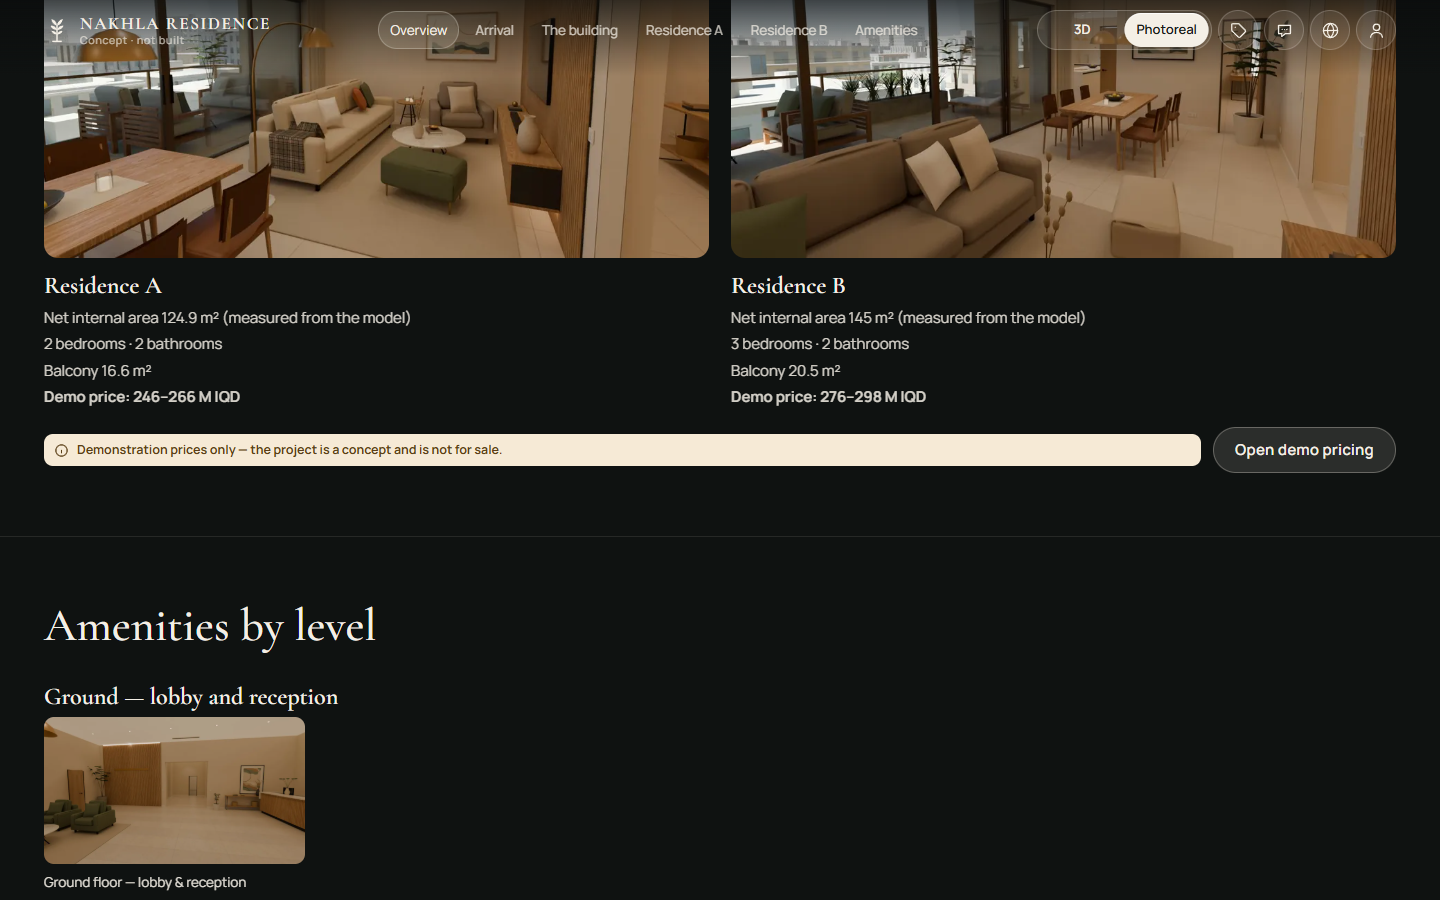 NAKHLA RESIDENCE
Concept · not built
Overview
Arrival
The building
Residence A
Residence B
Amenities
3D
Photoreal
Residence A
Net internal area 124.9 m² (measured from the model)
2 bedrooms · 2 bathrooms
Balcony 16.6 m²
Demo price: 246–266 M IQD
Residence B
Net internal area 145 m² (measured from the model)
3 bedrooms · 2 bathrooms
Balcony 20.5 m²
Demo price: 276–298 M IQD
Demonstration prices only — the project is a concept and is not for sale.
Open demo pricing
Amenities by level
Ground — lobby and reception
Ground floor — lobby & reception